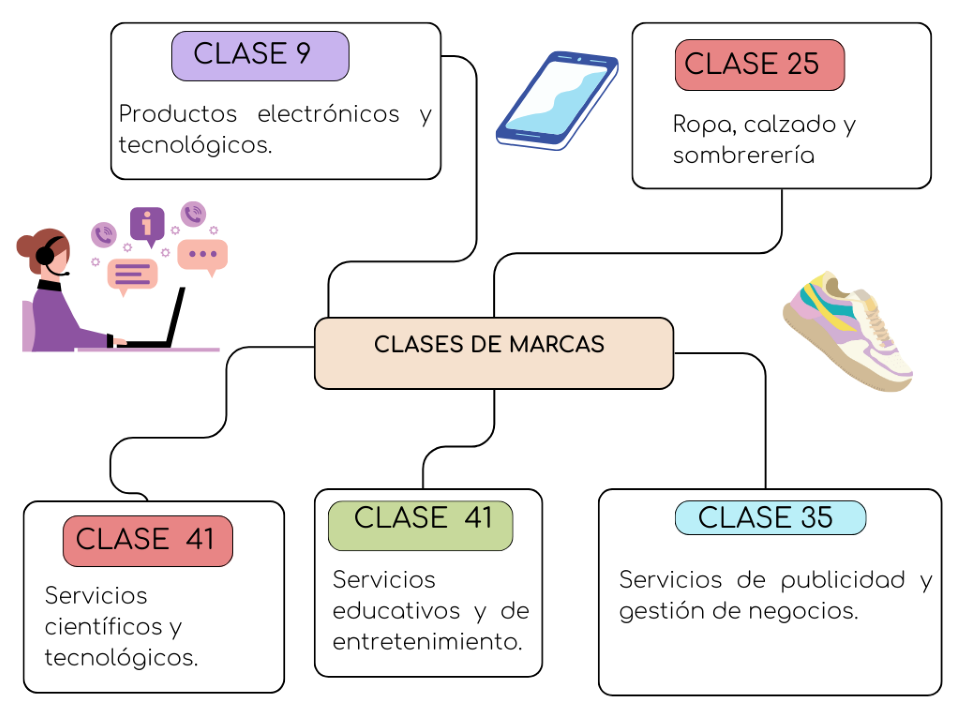 CLASE 9
Productos electrónicos y
tecnológicos.
CLASE 25
Ropa, calzado y
sombrerería
CLASES DE MARCAS
CLASE 41
Servicios
científicos y
tecnológicos.
CLASE 41
Servicios
educativos y de
entretenimiento.
CLASE 35
Servicios de publicidad y
gestión de negocios.